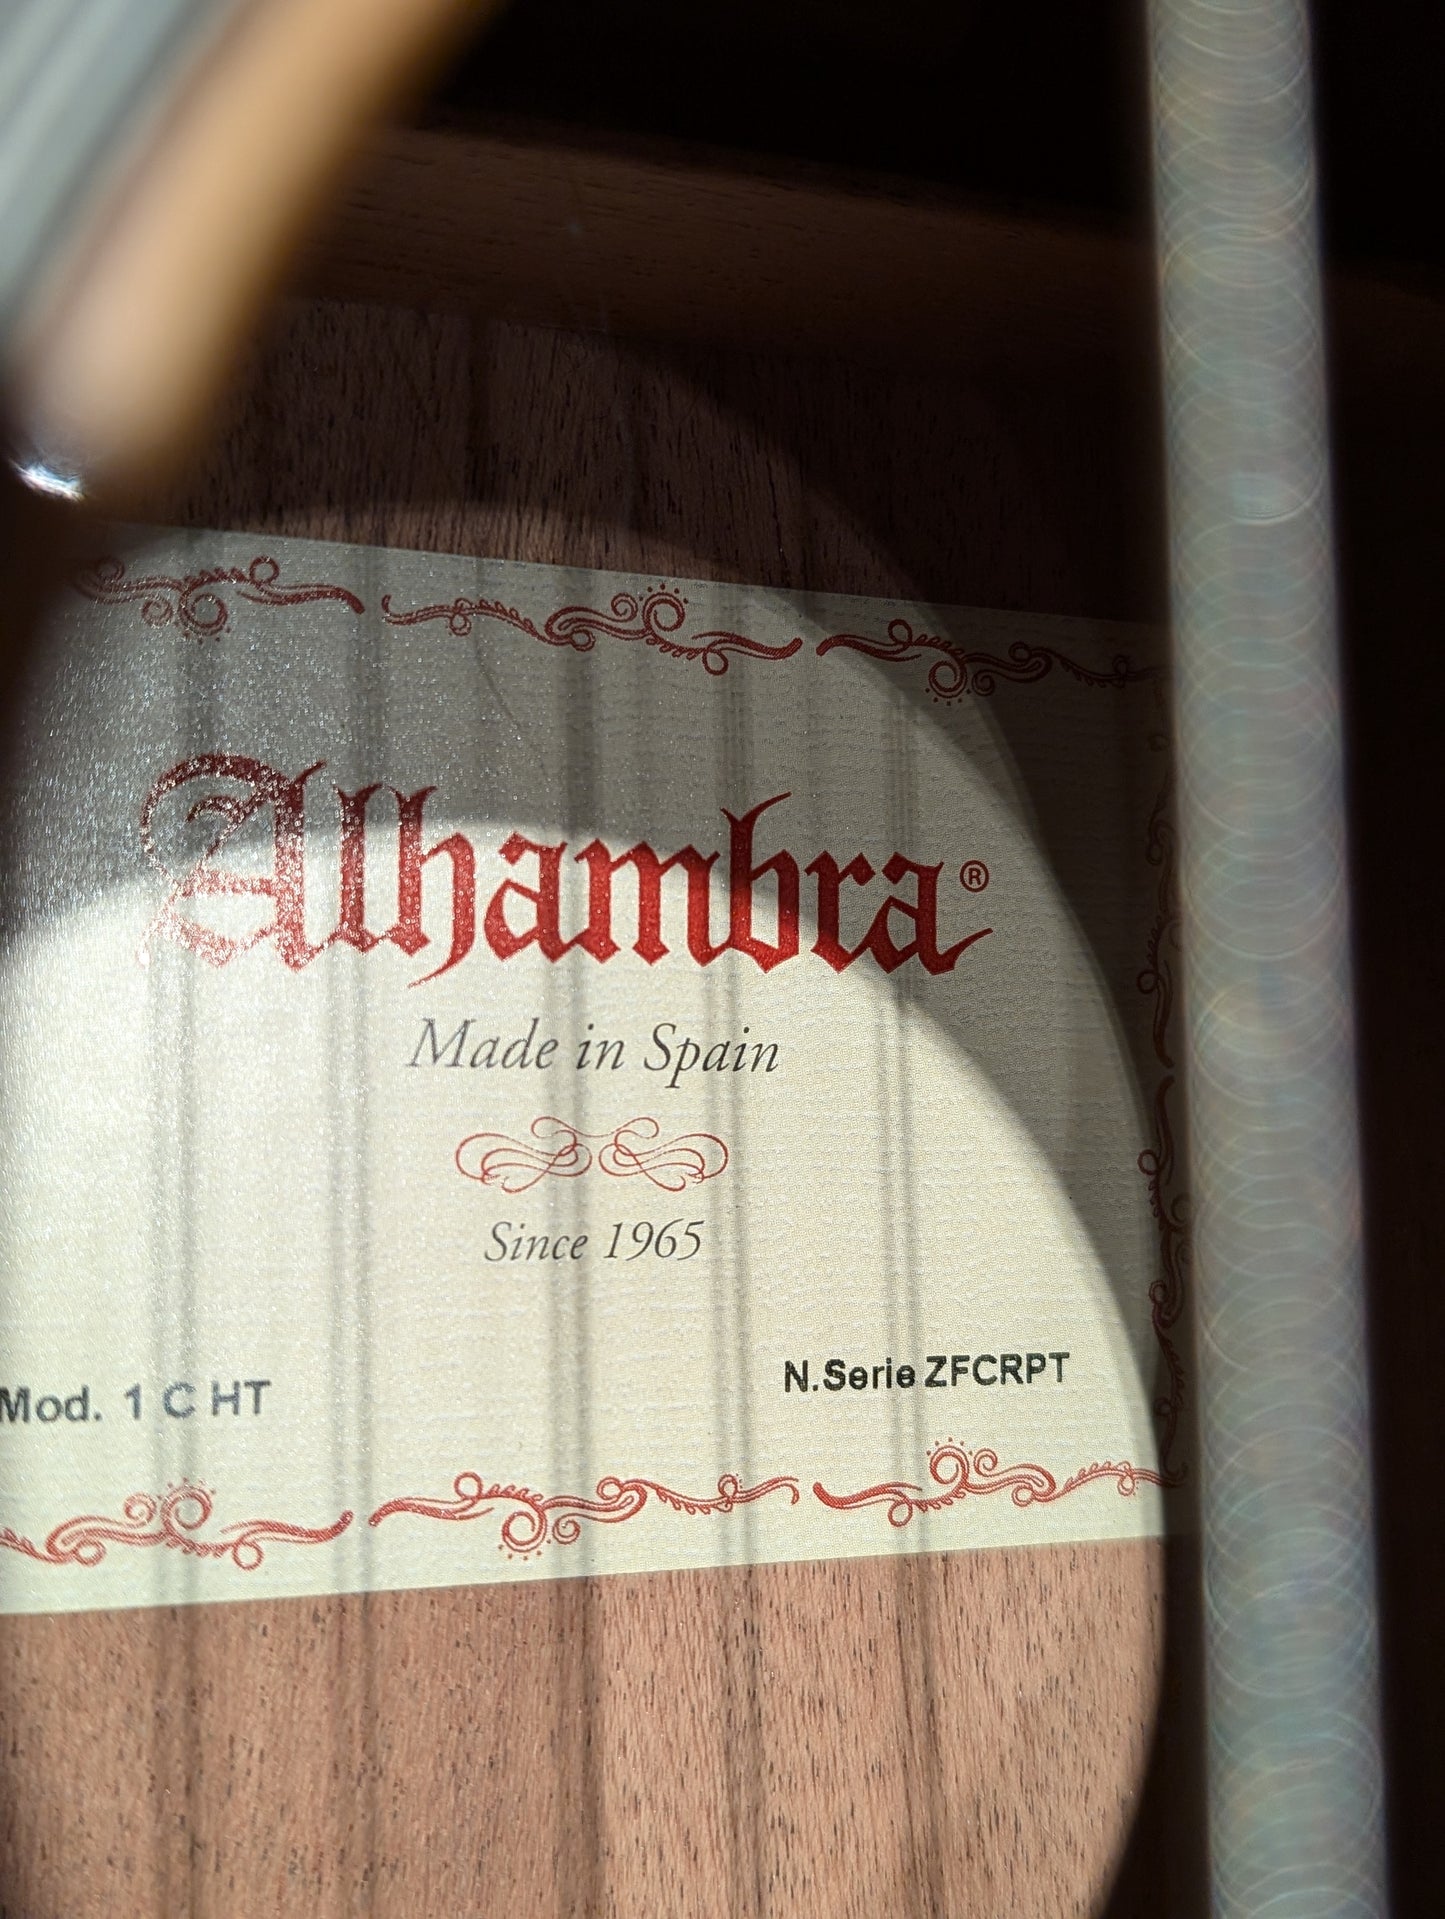 Alhambra®
Made in Spain
Since 1965
Mod. 1 C HT
N.Serie ZFCRPT